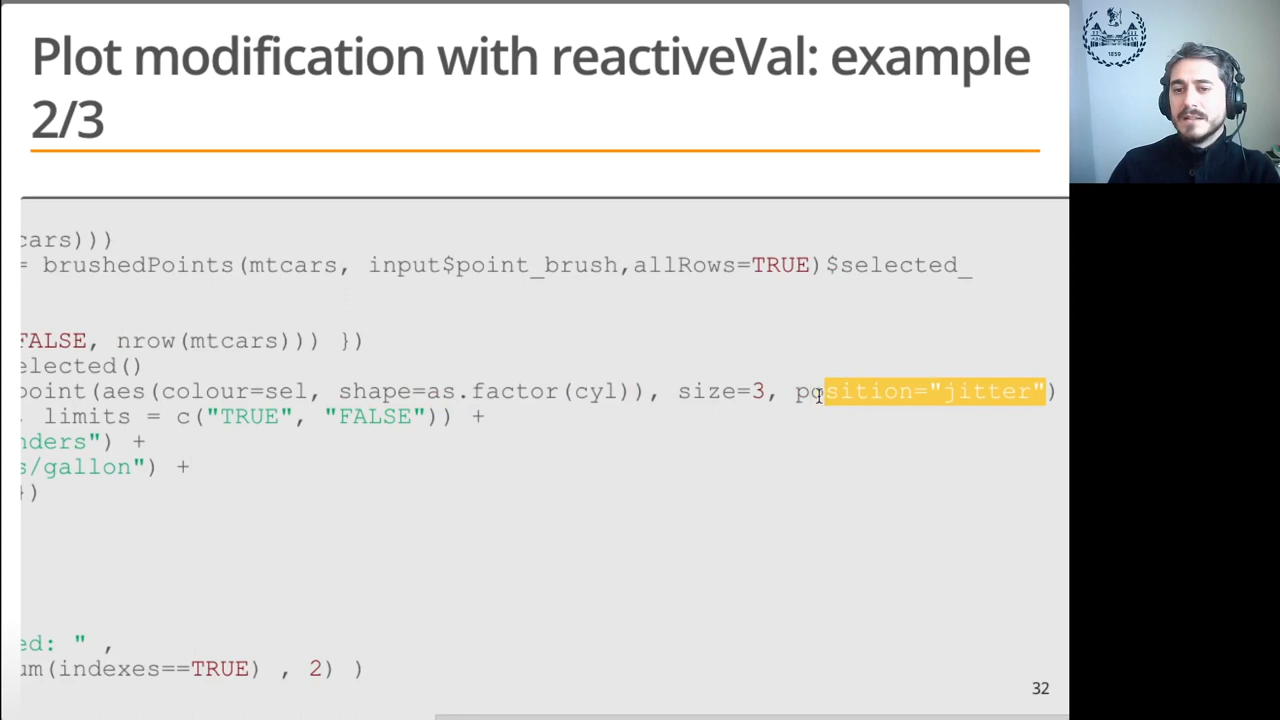 Plot modification with reactiveVal: example
2/3
cars)))
= brushedPoints(mtcars, input$point_brush,allRows=TRUE)$selected_
FALSE, nrow(mtcars))) })
elected()
point(aes(colour=sel, shape=as.factor(cyl)), size=3, position="jitter")
, limits = c("TRUE", "FALSE")) +
nders") +
s/gallon") +
})
ed: " ,
um(indexes==TRUE) , 2) )
32
1859